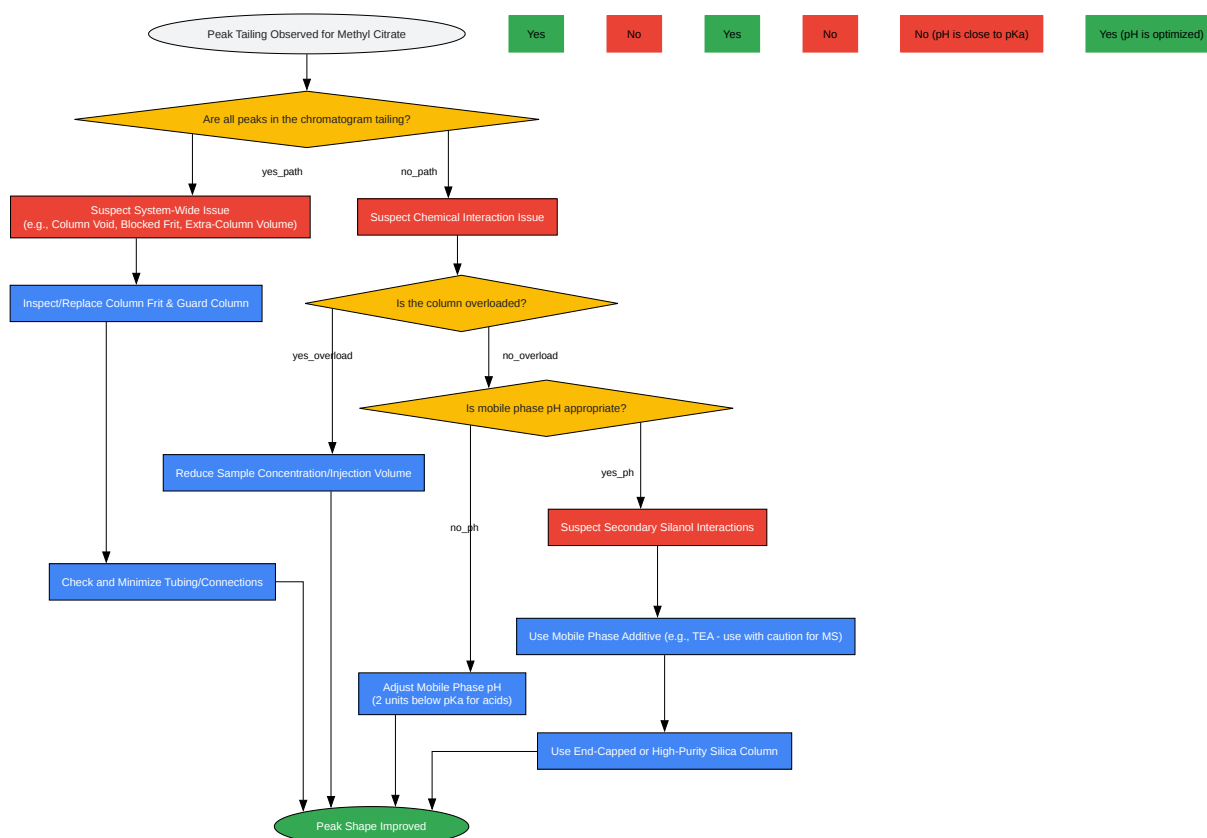 Peak Tailing Observed for Methyl Citrate
Yes
No
Yes
No
No (pH is close to pKa)
Yes (pH is optimized)
Are all peaks in the chromatogram tailing?
yes_path
no_path
Suspect System-Wide Issue
(e.g., Column Void, Blocked Frit, Extra-Column Volume)
Suspect Chemical Interaction Issue
Inspect/Replace Column Frit & Guard Column
Is the column overloaded?
yes_overload
no_overload
Is mobile phase pH appropriate?
Reduce Sample Concentration/Injection Volume
yes_ph
no_ph
Suspect Secondary Silanol Interactions
Check and Minimize Tubing/Connections
Use Mobile Phase Additive (e.g., TEA - use with caution for MS)
Adjust Mobile Phase pH
(2 units below pKa for acids)
Use End-Capped or High-Purity Silica Column
Peak Shape Improved